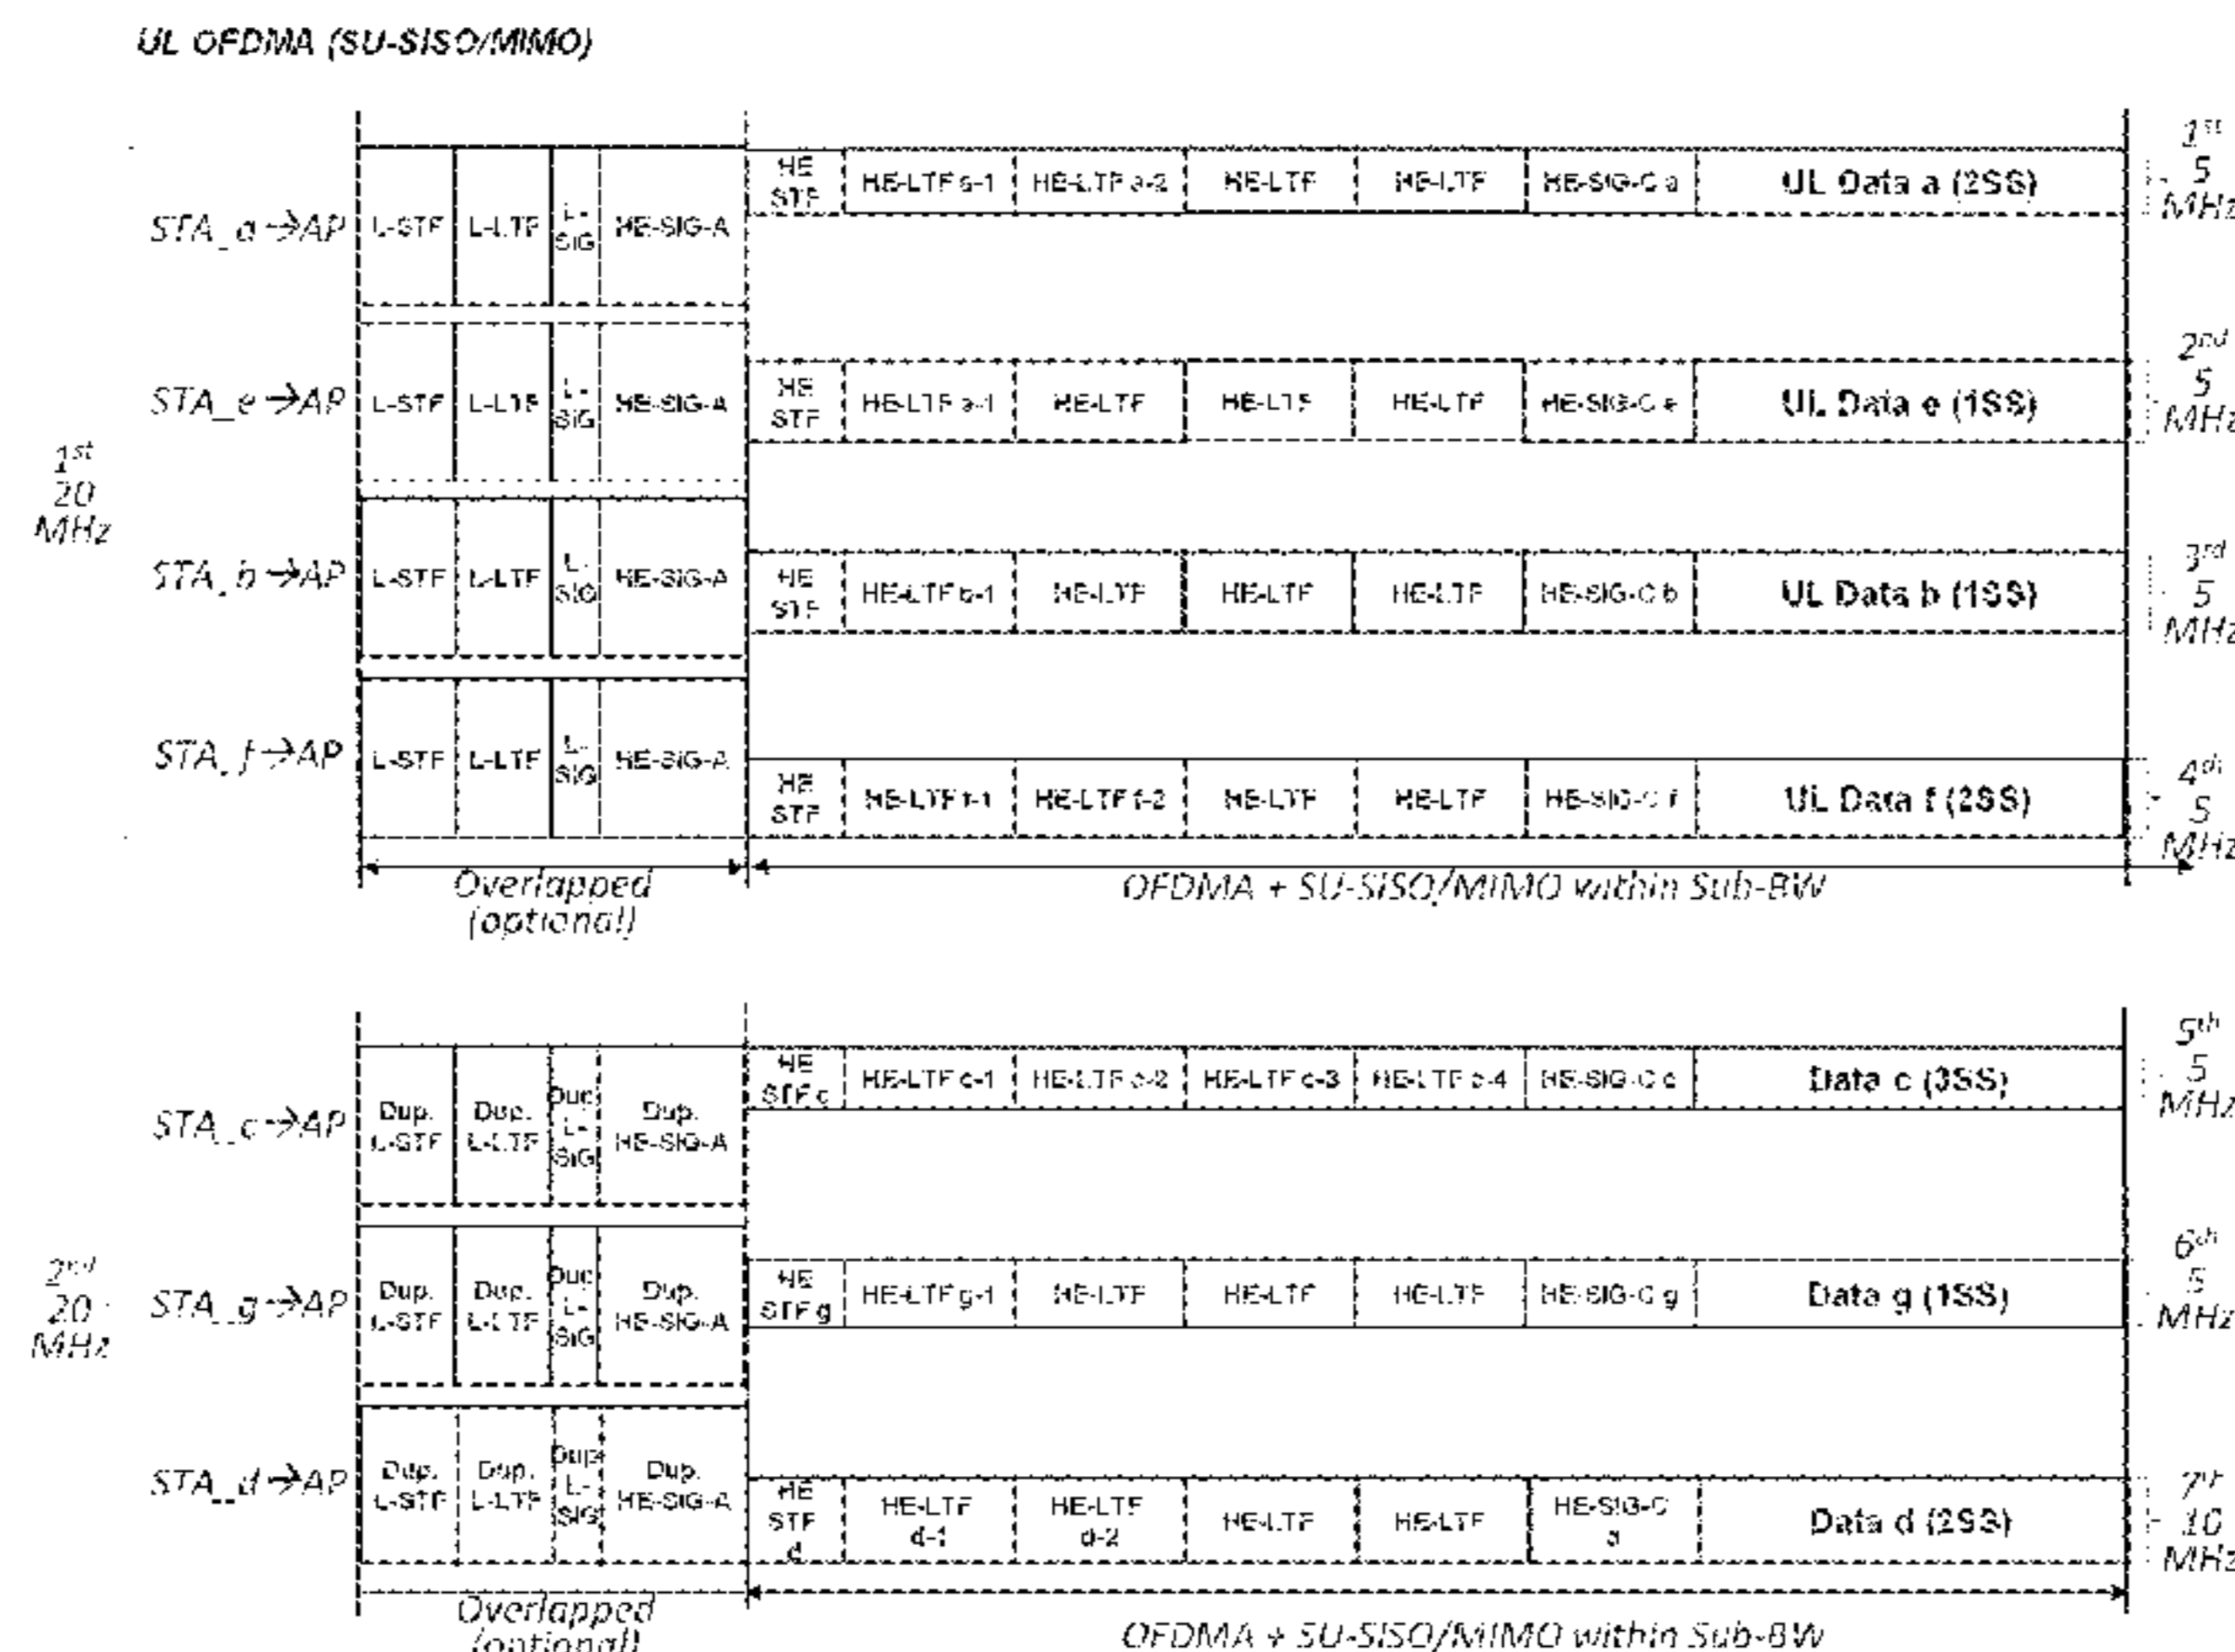 UL OFDMA (SU-SISO/MIMO)
1st 20 MHz
STA_a→AP L-STF L-LTF L-SIG HE-SIG-A HE STF HE-LTF a-1 HE-LTF a-2 HE-LTF HE-LTF HE-SIG-C a UL Data a (2SS) 1st 5 MHz
STA_e→AP L-STF L-LTF L-SIG HE-SIG-A HE STF HE-LTF e-1 HE-LTF HE-LTF HE-LTF HE-SIG-C e UL Data e (1SS) 2nd 5 MHz
STA_b→AP L-STF L-LTF L-SIG HE-SIG-A HE STF HE-LTF b-1 HE-LTF HE-LTF HE-LTF HE-SIG-C b UL Data b (1SS) 3rd 5 MHz
STA_f→AP L-STF L-LTF L-SIG HE-SIG-A HE STF HE-LTF f-1 HE-LTF f-2 HE-LTF HE-LTF HE-SIG-C f UL Data f (2SS) 4th 5 MHz
Overlapped (optional)
OFDMA + SU-SISO/MIMO within Sub-BW
2nd 20 MHz
STA_c→AP Dup. L-STF Dup. L-LTF Dup L-SIG Dup. HE-SIG-A HE STF c HE-LTF c-1 HE-LTF c-2 HE-LTF c-3 HE-LTF c-4 HE-SIG-C c Data c (3SS) 5th 5 MHz
STA_g→AP Dup. L-STF Dup. L-LTF Dup L-SIG Dup. HE-SIG-A HE STF g HE-LTF g-1 HE-LTF HE-LTF HE-LTF HE-SIG-C g Data g (1SS) 6th 5 MHz
STA_d→AP Dup. L-STF Dup. L-LTF Dup L-SIG Dup. HE-SIG-A HE STF d HE-LTF d-1 HE-LTF d-2 HE-LTF HE-LTF HE-SIG-C Data d (2SS) 7th 10 MHz
Overlapped (optional)
OFDMA + SU-SISO/MIMO within Sub-BW